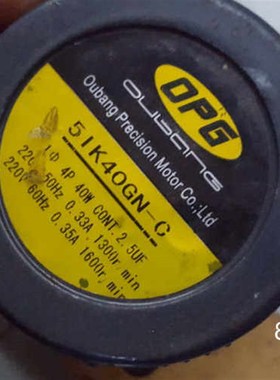 OPG
OUBANG
Oubang Precision Motor Co,;Ltd
51K40GN-C
1Φ 4P 40W CONT 2.5UF
220V 50Hz 0.33A 1300r/min
220V 60Hz 0.35A 1600r/min